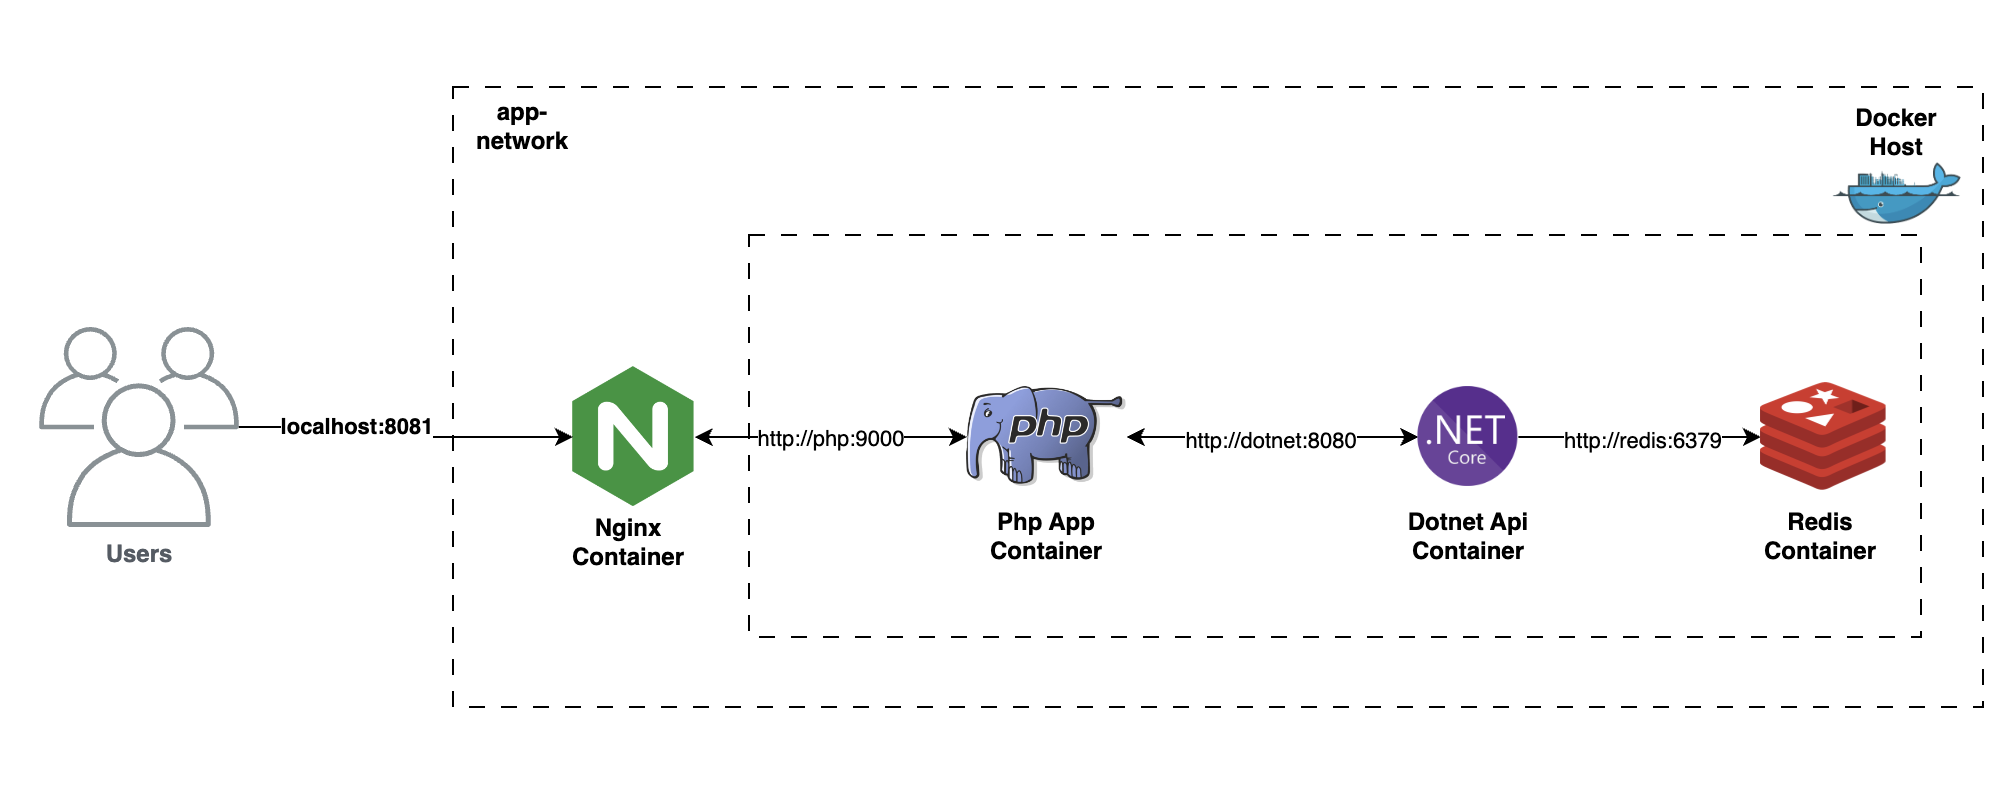 app-
network
Docker
Host
localhost:8081
http://php:9000
php
http://dotnet:8080
.NET
Core
http://redis:6379
N
Users
Nginx
Container
Php App
Container
Dotnet Api
Container
Redis
Container